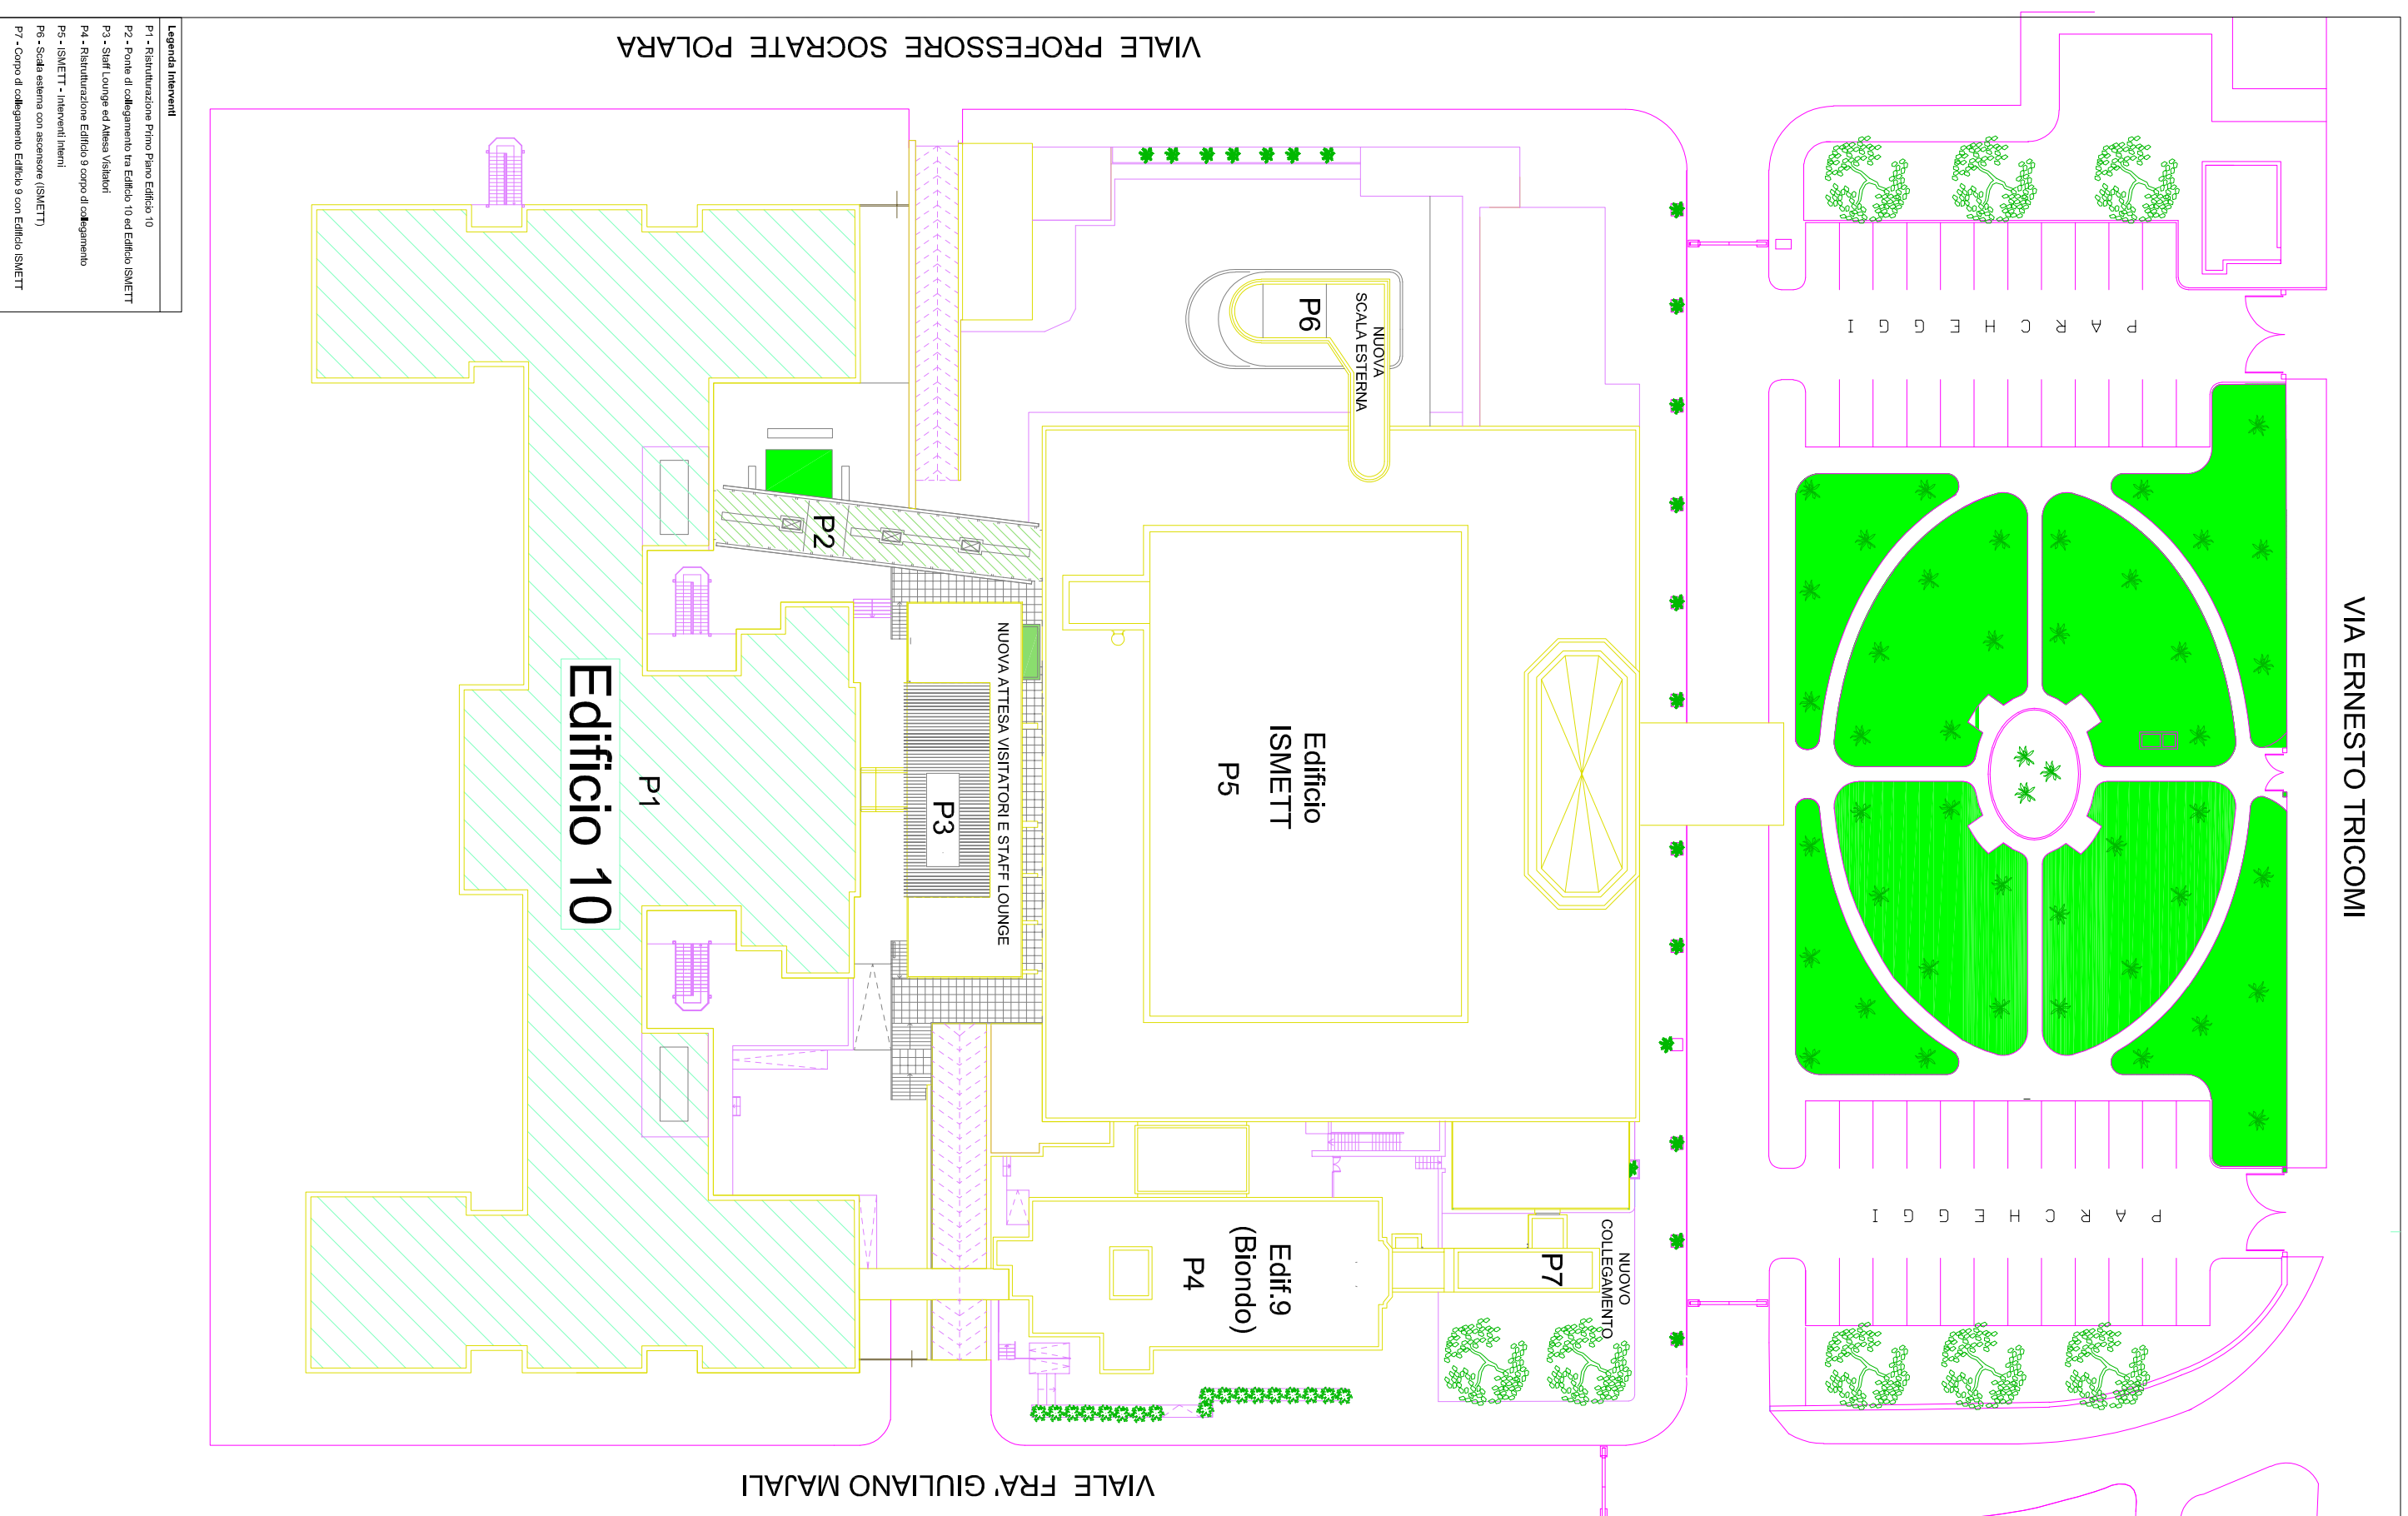 VIALE PROFESSORE SOCRATE POLARA
Legenda Interventi
P1 - Ristrutturazione Primo Piano Edificio 10
P2 - Ponte di collegamento tra Edificio 10 ed Edificio ISMETT
P3 - Staff Lounge ed Attesa Visitatori
P4 - Ristrutturazione Edificio 9 corpo di collegamento
P5 - ISMETT - Interventi Interni
P6 - Scala esterna con ascensore (ISMETT)
P7 - Corpo di collegamento Edificio 9 con Edificio ISMETT
NUOVA
SCALA ESTERNA
P6
PARCHEGGI
VIA ERNESTO TRICOMI
P2
NUOVA ATTESA VISITATORI E STAFF LOUNGE
P3
Edificio
ISMETT
P5
P1
Edificio 10
PARCHEGGI
NUOVO
COLLEGAMENTO
P7
Edif.9
(Biondo)
P4
VIALE FRA' GIULIANO MAJALI